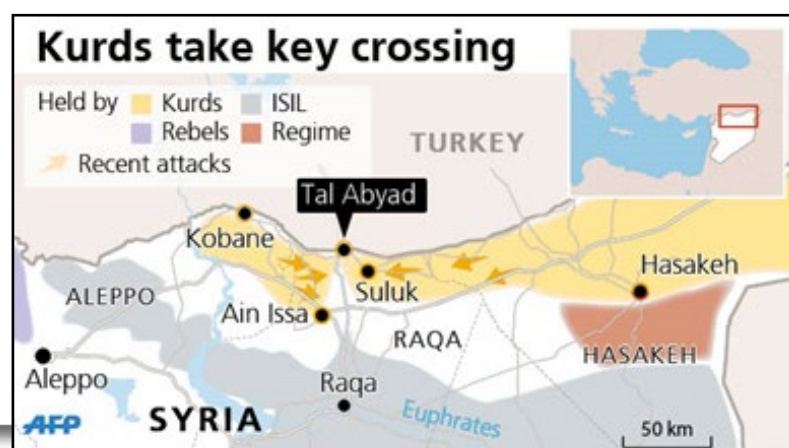 Kurds take key crossing
Held by Kurds ISIL
Rebels Regime
Recent attacks
TURKEY
Tal Abyad
Kobane
Hasakeh
Suluk
ALEPPO
Ain Issa
RAQA
HASAKEH
Aleppo
Raqa
Euphrates
AFP
SYRIA
50 km